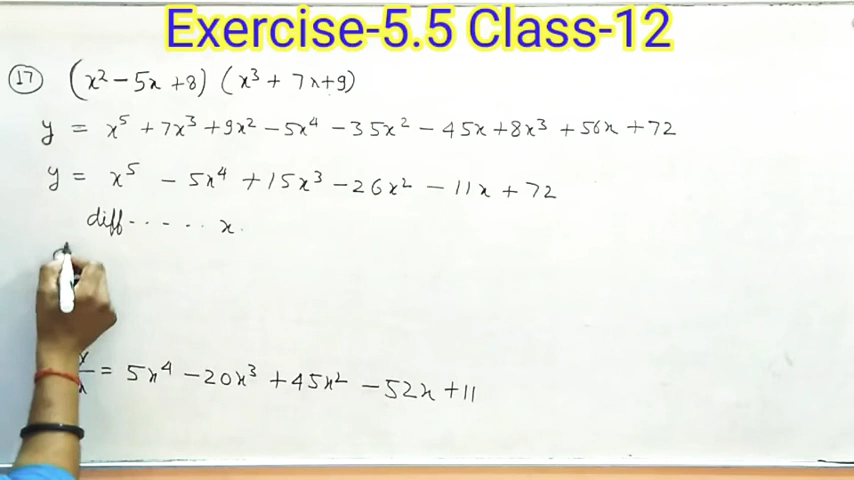 Exercise-5.5 Class-12
17 (x² - 5x + 8) (x³ + 7x + 9)
y = x⁵ + 7x³ + 9x² - 5x⁴ - 35x² - 45x + 8x³ + 56x + 72
y = x⁵ - 5x⁴ + 15x³ - 26x² - 11x + 72
diff - - - - - x.
= 5x⁴ - 20x³ + 45x² - 52x + 11